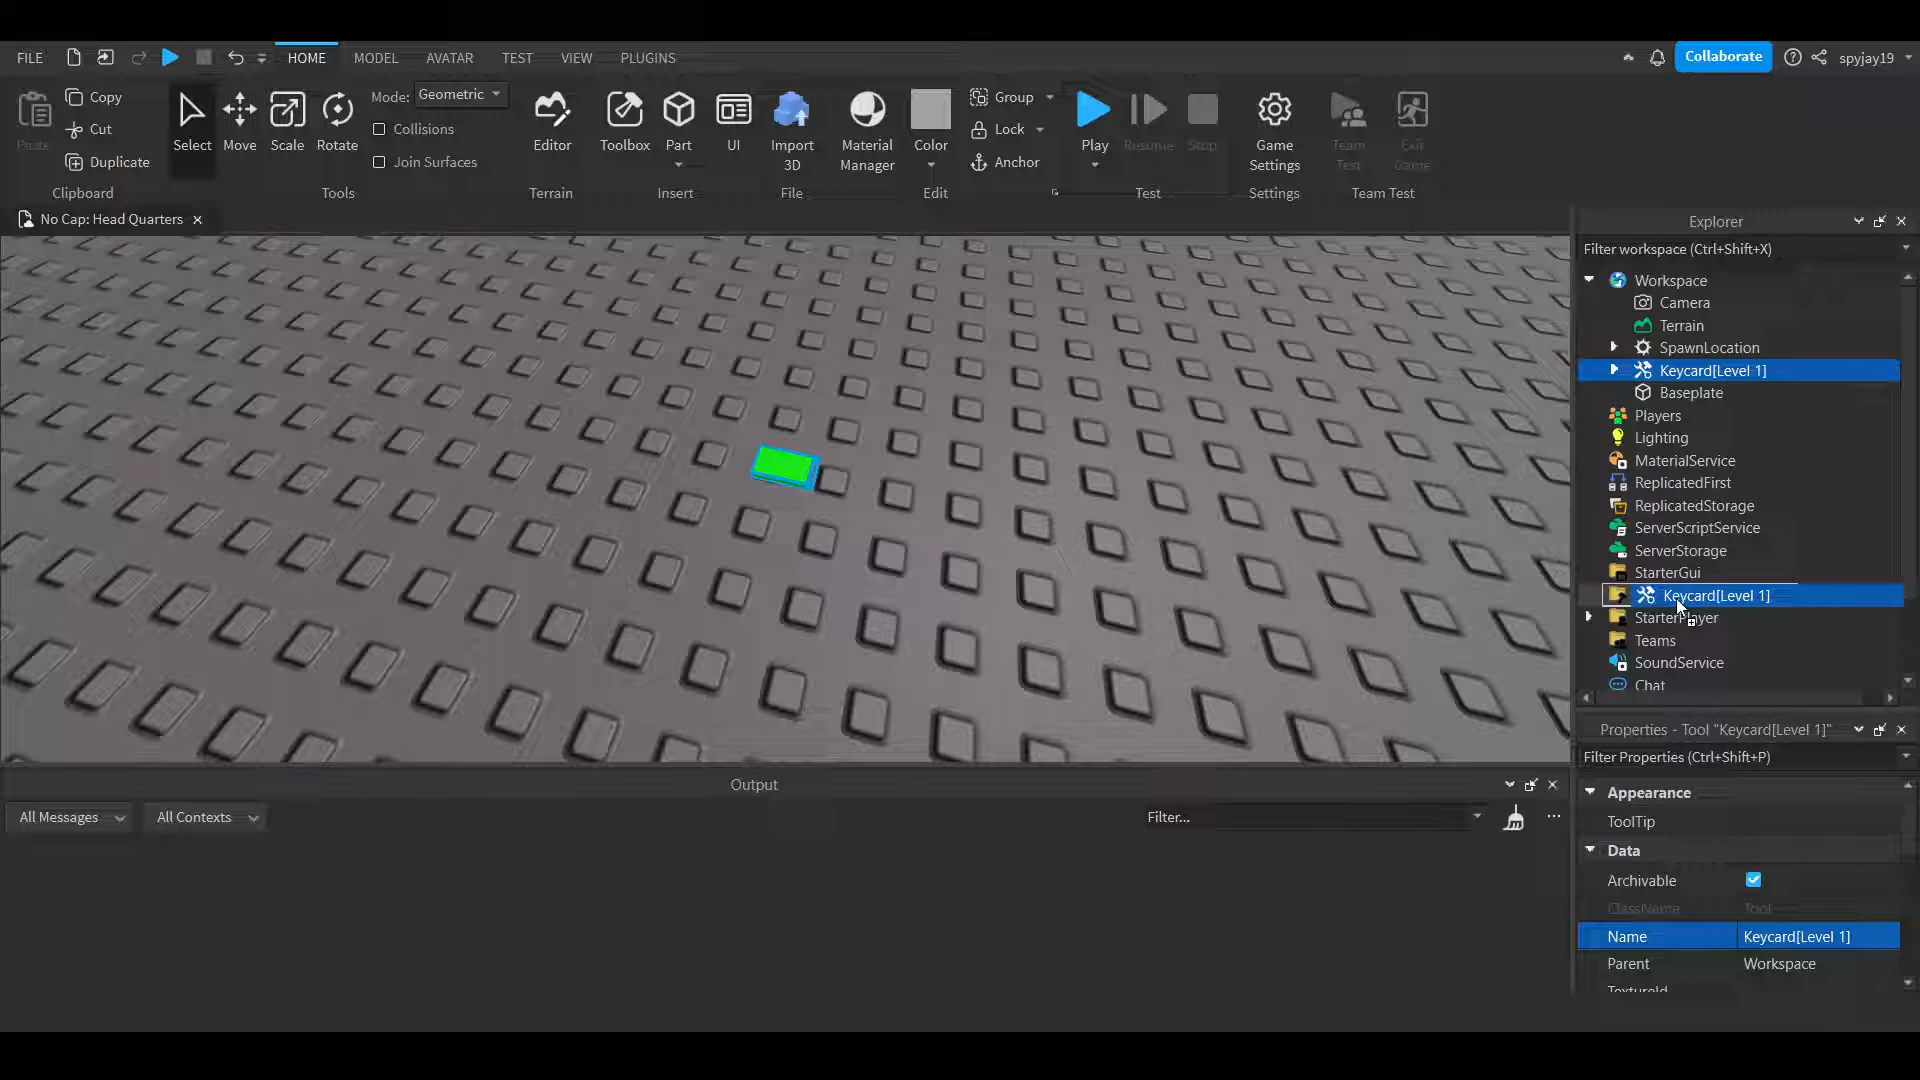 FILE
HOME
MODEL
AVATAR
TEST
VIEW
PLUGINS
Collaborate
spyjay19
Paste
Copy
Cut
Duplicate
Clipboard
Select
Move
Scale
Rotate
Mode: Geometric
Collisions
Join Surfaces
Tools
Editor
Terrain
Toolbox
Part
UI
Insert
Import
3D
File
Material
Manager
Color
Group
Lock
Anchor
Edit
Play
Resume
Stop
Test
Game
Settings
Settings
Team
Test
Exit
Game
Team Test
No Cap: Head Quarters
Explorer
Filter workspace (Ctrl+Shift+X)
Workspace
Camera
Terrain
SpawnLocation
Keycard[Level 1]
Baseplate
Players
Lighting
MaterialService
ReplicatedFirst
ReplicatedStorage
ServerScriptService
ServerStorage
StarterGui
Keycard[Level 1]
StarterPlayer
Teams
SoundService
Chat
Properties - Tool "Keycard[Level 1]"
Filter Properties (Ctrl+Shift+P)
Appearance
ToolTip
Data
Archivable
ClassName Tool
Name Keycard[Level 1]
Parent Workspace
TextureId
Output
All Messages
All Contexts
Filter...